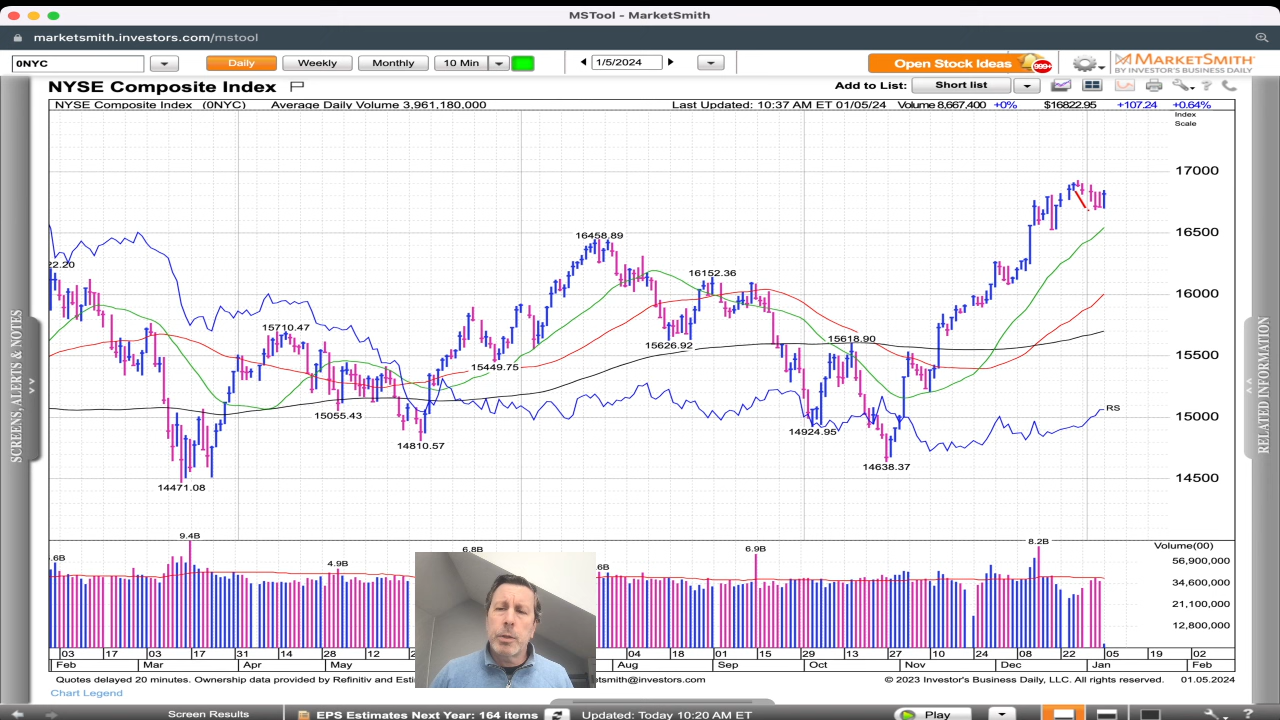 MSTool - MarketSmith
marketsmith.investors.com/mstool
0NYC Daily Weekly Monthly 10 Min 1/5/2024 Open Stock Ideas 999+ MARKETSMITH
BY INVESTOR'S BUSINESS DAILY
NYSE Composite Index Add to List: Short list
NYSE Composite Index (0NYC) Average Daily Volume 3,961,180,000 Last Updated: 10:37 AM ET 01/05/24 Volume 8,667,400 +0% $16822.95 +107.24 +0.64%
Index
Scale
17000
16500
16458.89
22.20
16152.36
16000
15710.47
15618.90
15626.92
15500
15449.75
RS
15055.43
15000
14924.95
14810.57
14638.37
14500
14471.08
SCREENS, ALERTS & NOTES
RELATED INFORMATION
9.4B
8.2B
Volume(00)
6.8B
6.9B
.6B
4.9B
6B
56,900,000
34,600,000
21,100,000
12,800,000
03 17 03 17 31 14 28 12 04 18 01 15 29 13 27 10 24 08 22 05 19 02
Feb Mar Apr May Aug Sep Oct Nov Dec Jan Feb
Quotes delayed 20 minutes. Ownership data provided by Refinitiv and Esti
ketsmith@investors.com
© 2023 Investor's Business Daily, LLC. All rights reserved. 01.05.2024
Chart Legend
Screen Results EPS Estimates Next Year: 164 items Updated: Today 10:20 AM ET Play